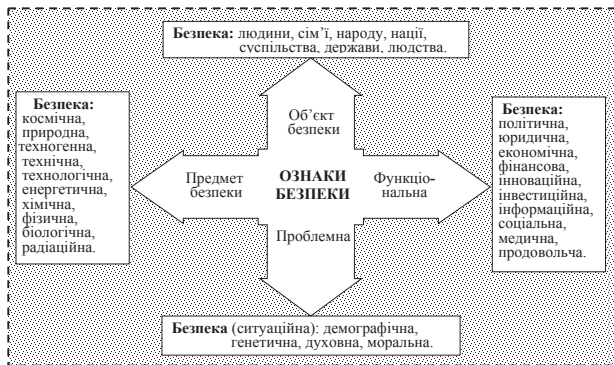 Безпека: людини, сім’ї, народу, нації,
суспільства, держави, людства.
Об’єкт
безпеки
Безпека:
космічна,
природна,
техногенна,
технічна,
технологічна,
енергетична,
хімічна,
фізична,
біологічна,
радіаційна.
Предмет
безпеки
ОЗНАКИ
БЕЗПЕКИ
Функціо-
нальна
Безпека:
політична,
юридична,
економічна,
фінансова,
інноваційна,
інвестиційна,
інформаційна,
соціальна,
медична,
продовольча.
Проблемна
Безпека (ситуаційна): демографічна,
генетична, духовна, моральна.